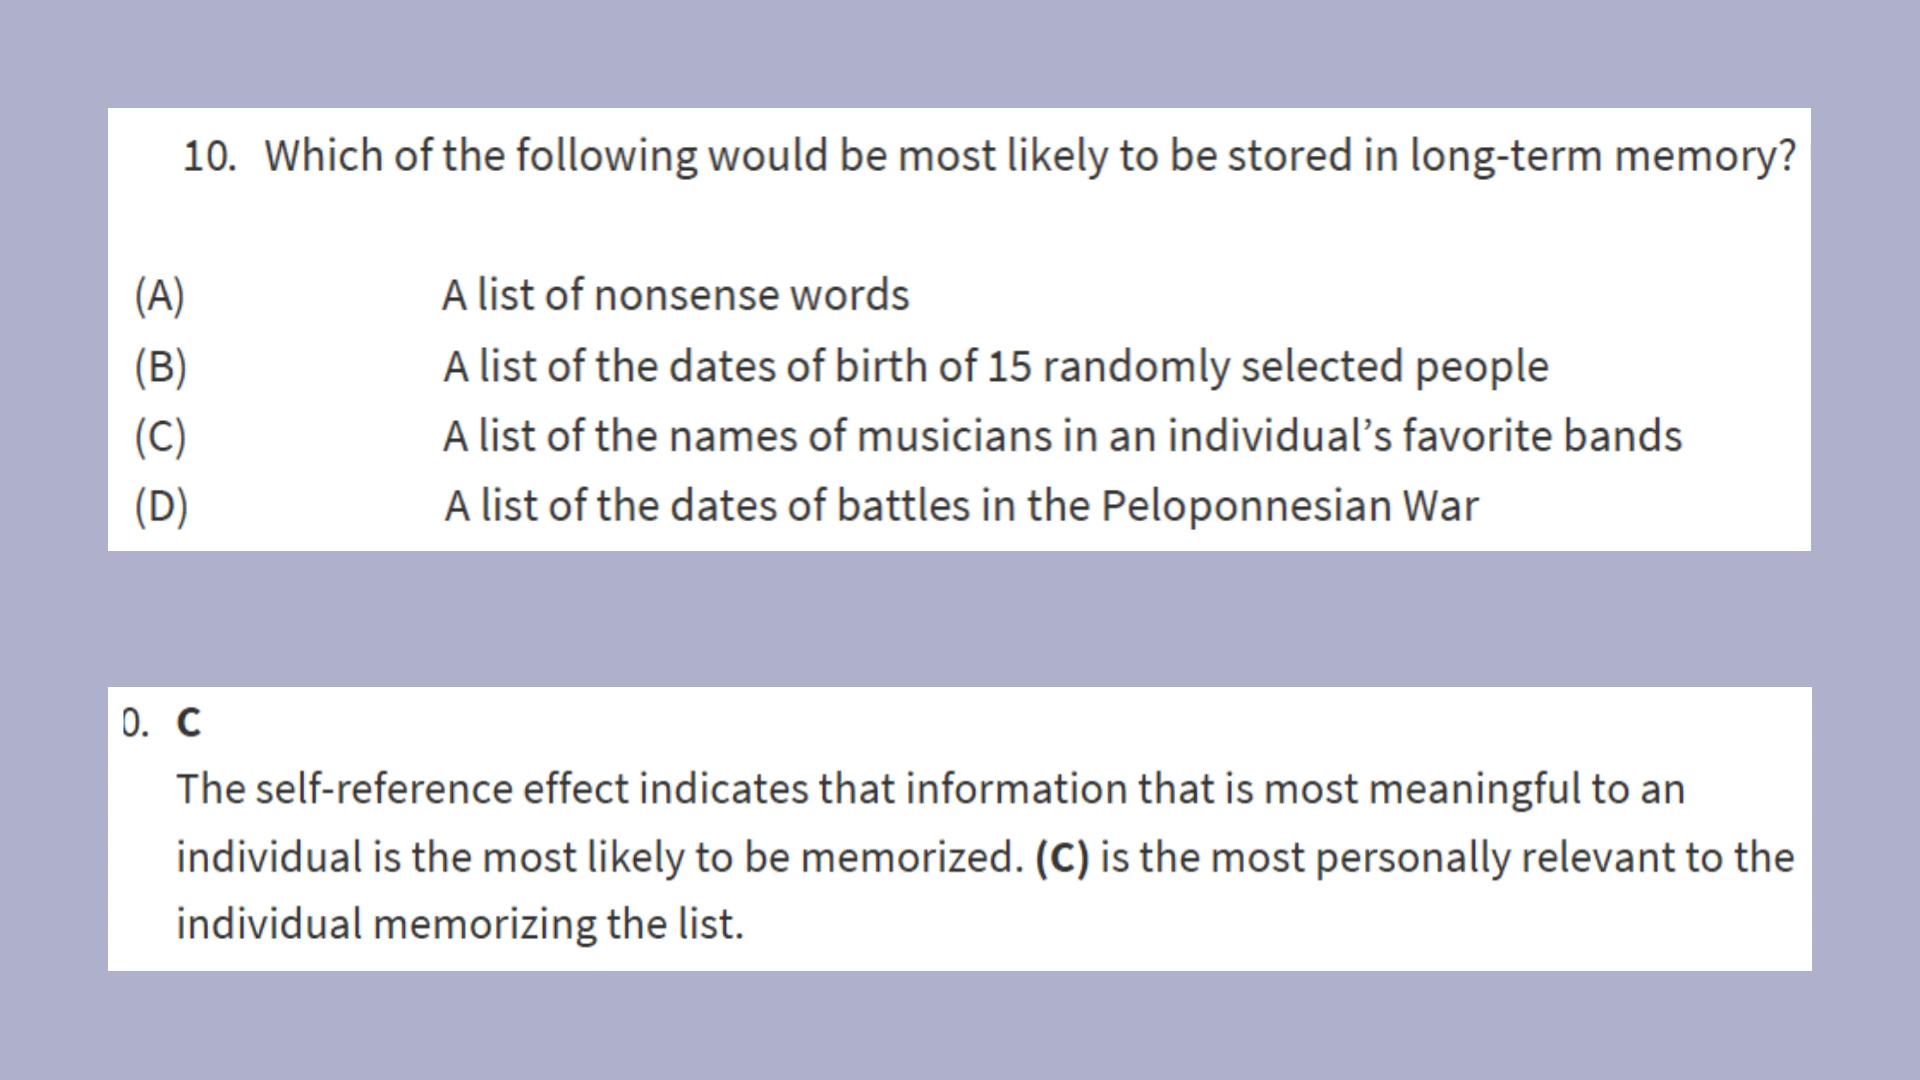 10. Which of the following would be most likely to be stored in long-term memory?
(A) A list of nonsense words
(B) A list of the dates of birth of 15 randomly selected people
(C) A list of the names of musicians in an individual’s favorite bands
(D) A list of the dates of battles in the Peloponnesian War
0. C
The self-reference effect indicates that information that is most meaningful to an
individual is the most likely to be memorized. (C) is the most personally relevant to the
individual memorizing the list.